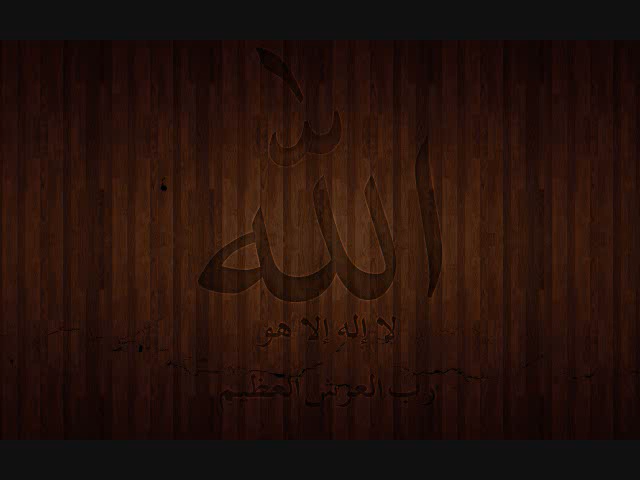 الله
لا إله إلا هو
رب العرش العظيم